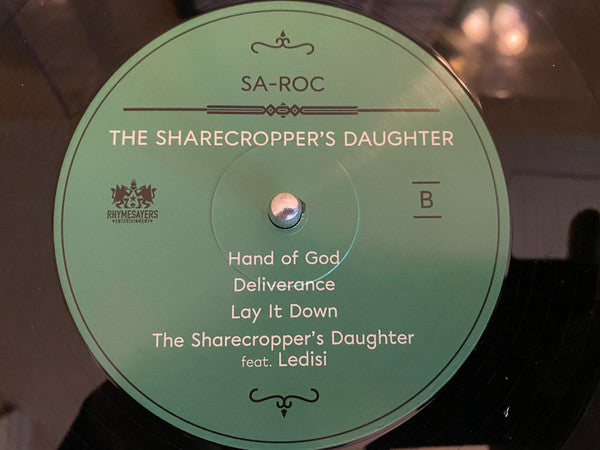 SA-ROC
THE SHARECROPPER'S DAUGHTER
RHYMESAYERS
ENTERTAINMENT
B
Hand of God
Deliverance
Lay It Down
The Sharecropper's Daughter
feat. Ledisi